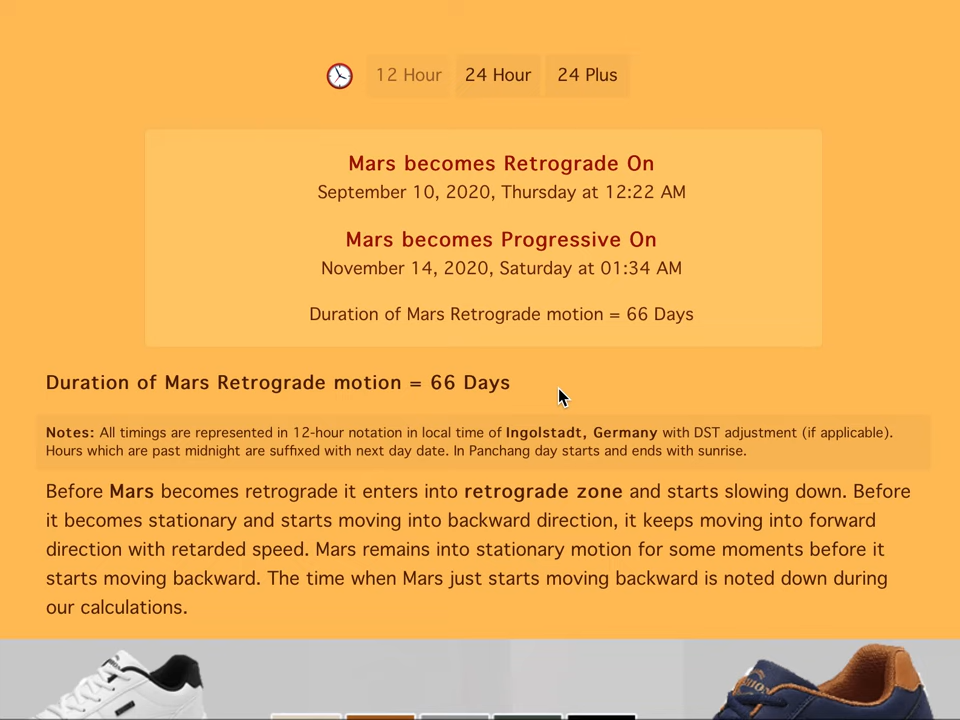 12 Hour 24 Hour 24 Plus
Mars becomes Retrograde On
September 10, 2020, Thursday at 12:22 AM
Mars becomes Progressive On
November 14, 2020, Saturday at 01:34 AM
Duration of Mars Retrograde motion = 66 Days
Duration of Mars Retrograde motion = 66 Days
Notes: All timings are represented in 12-hour notation in local time of Ingolstadt, Germany with DST adjustment (if applicable).
Hours which are past midnight are suffixed with next day date. In Panchang day starts and ends with sunrise.
Before Mars becomes retrograde it enters into retrograde zone and starts slowing down. Before
it becomes stationary and starts moving into backward direction, it keeps moving into forward
direction with retarded speed. Mars remains into stationary motion for some moments before it
starts moving backward. The time when Mars just starts moving backward is noted down during
our calculations.